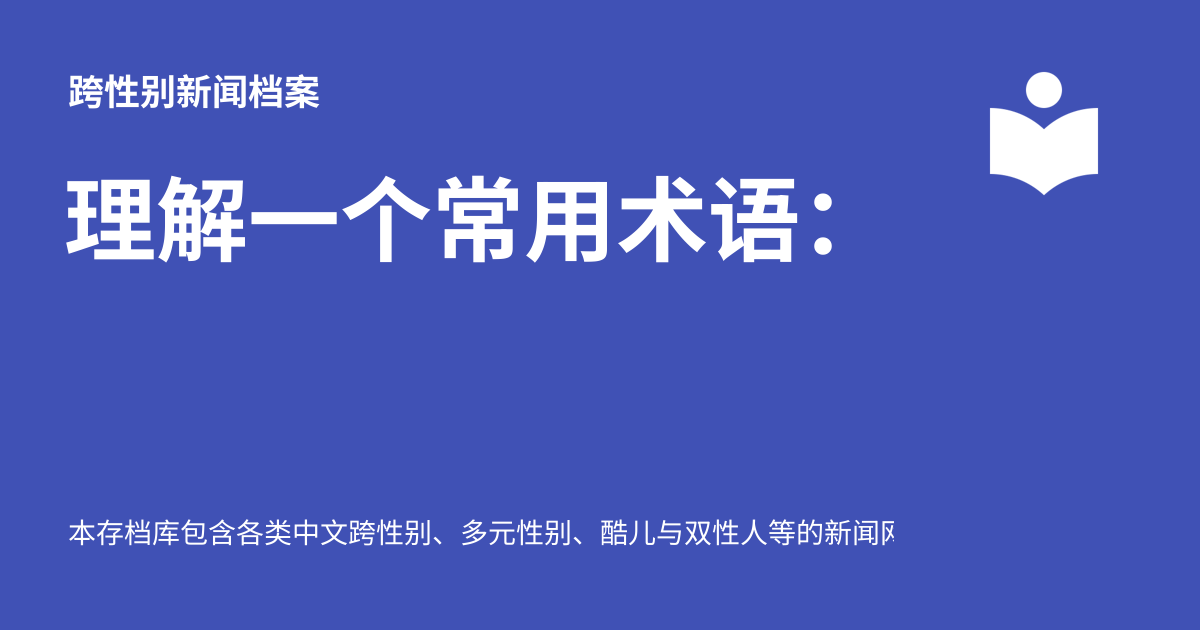 跨性别新闻档案
理解一个常用术语：
本存档库包含各类中文跨性别、多元性别、酷儿与双性人等的新闻